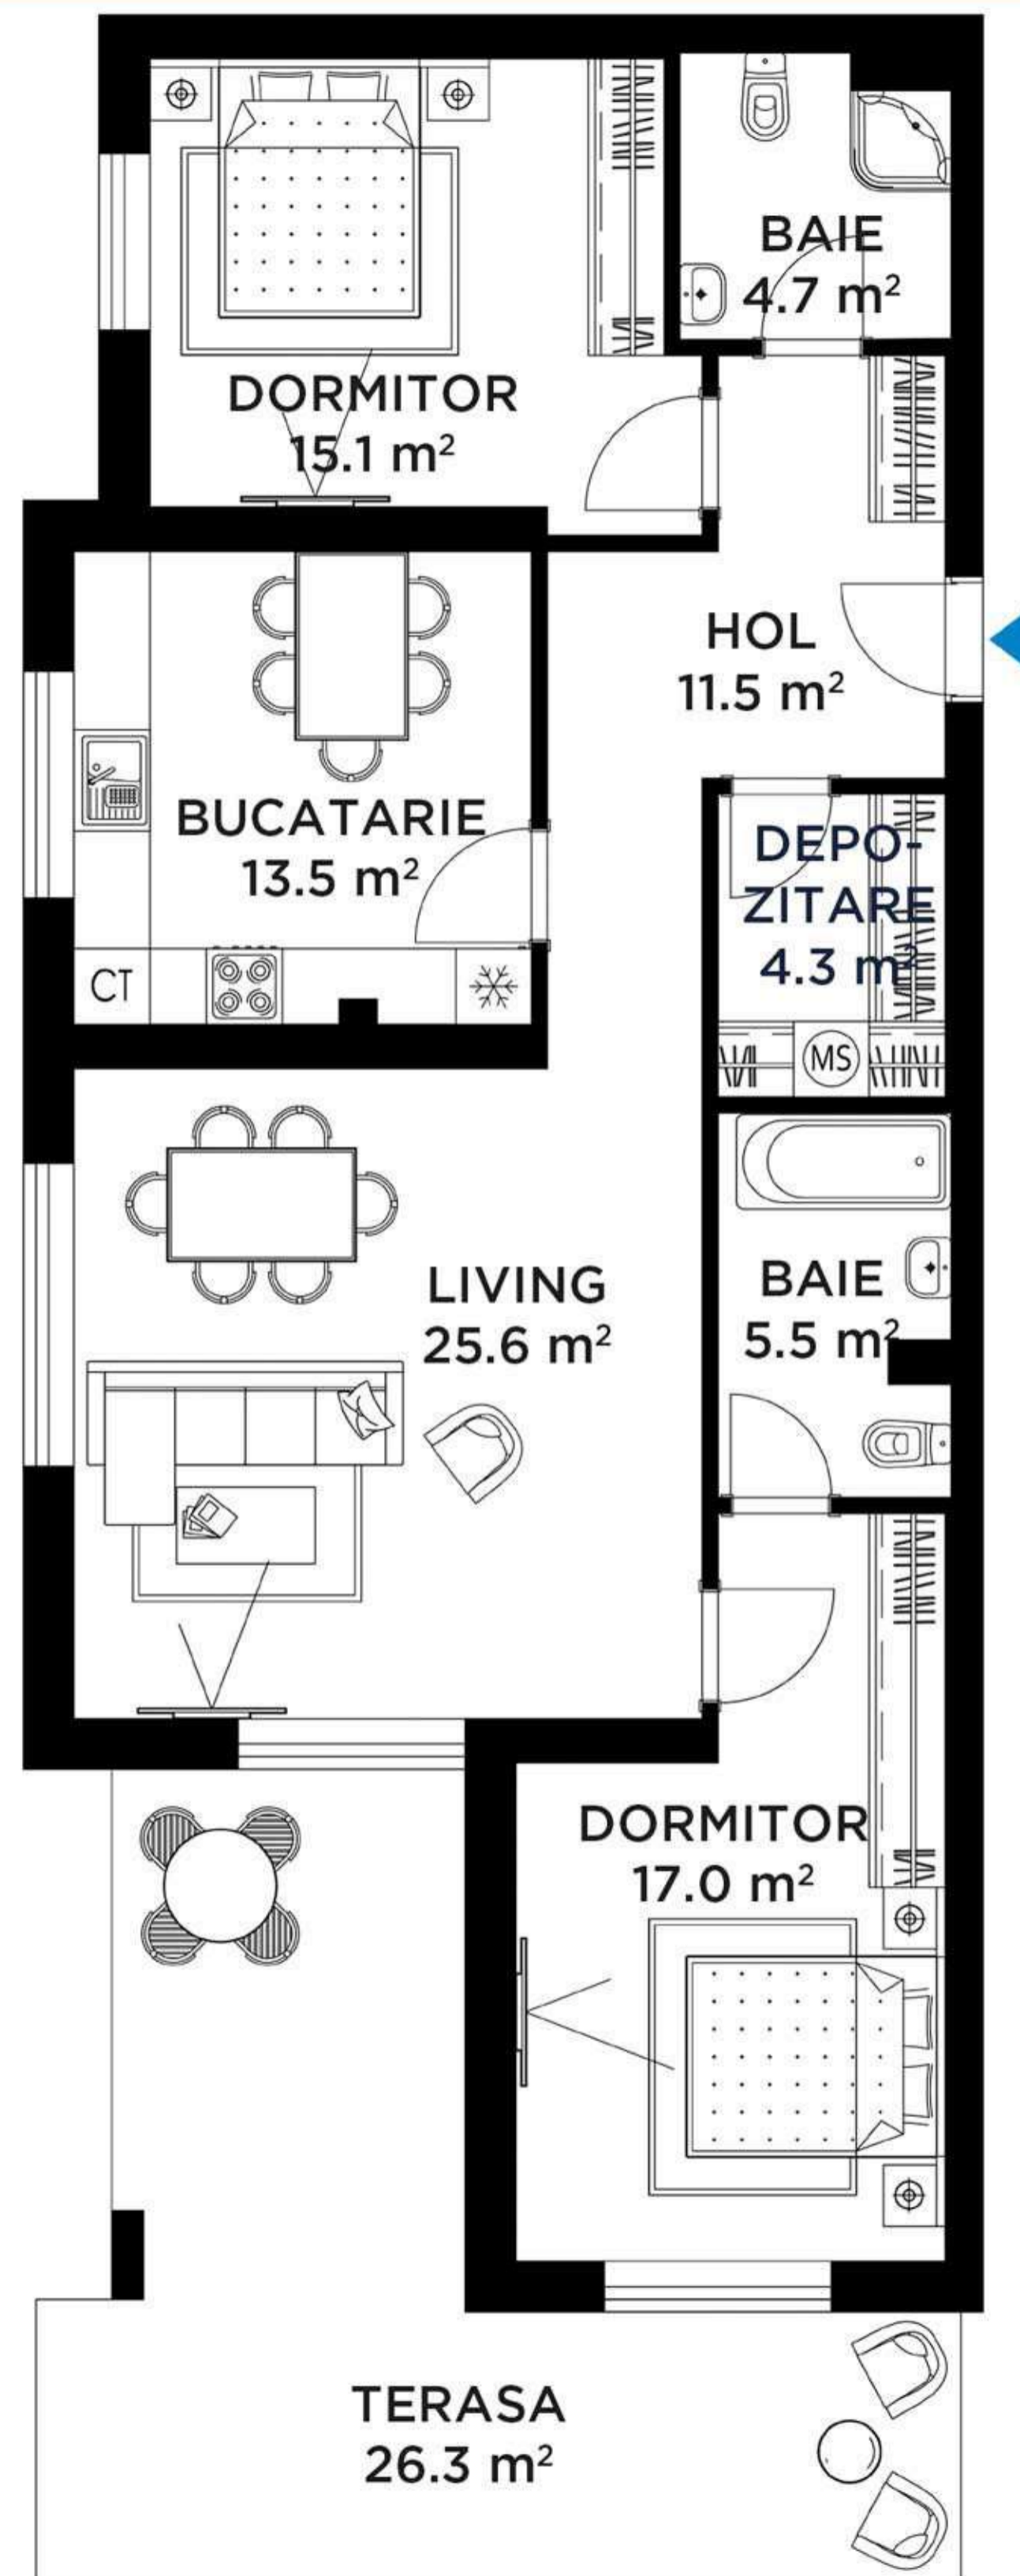 BAIE
4.7 m²
DORMITOR
15.1 m²
HOL
11.5 m²
BUCATARIE
13.5 m²
DEPO-
ZITARE
4.3 m²
CT
MS
LIVING
25.6 m²
BAIE
5.5 m²
DORMITOR
17.0 m²
TERASA
26.3 m²